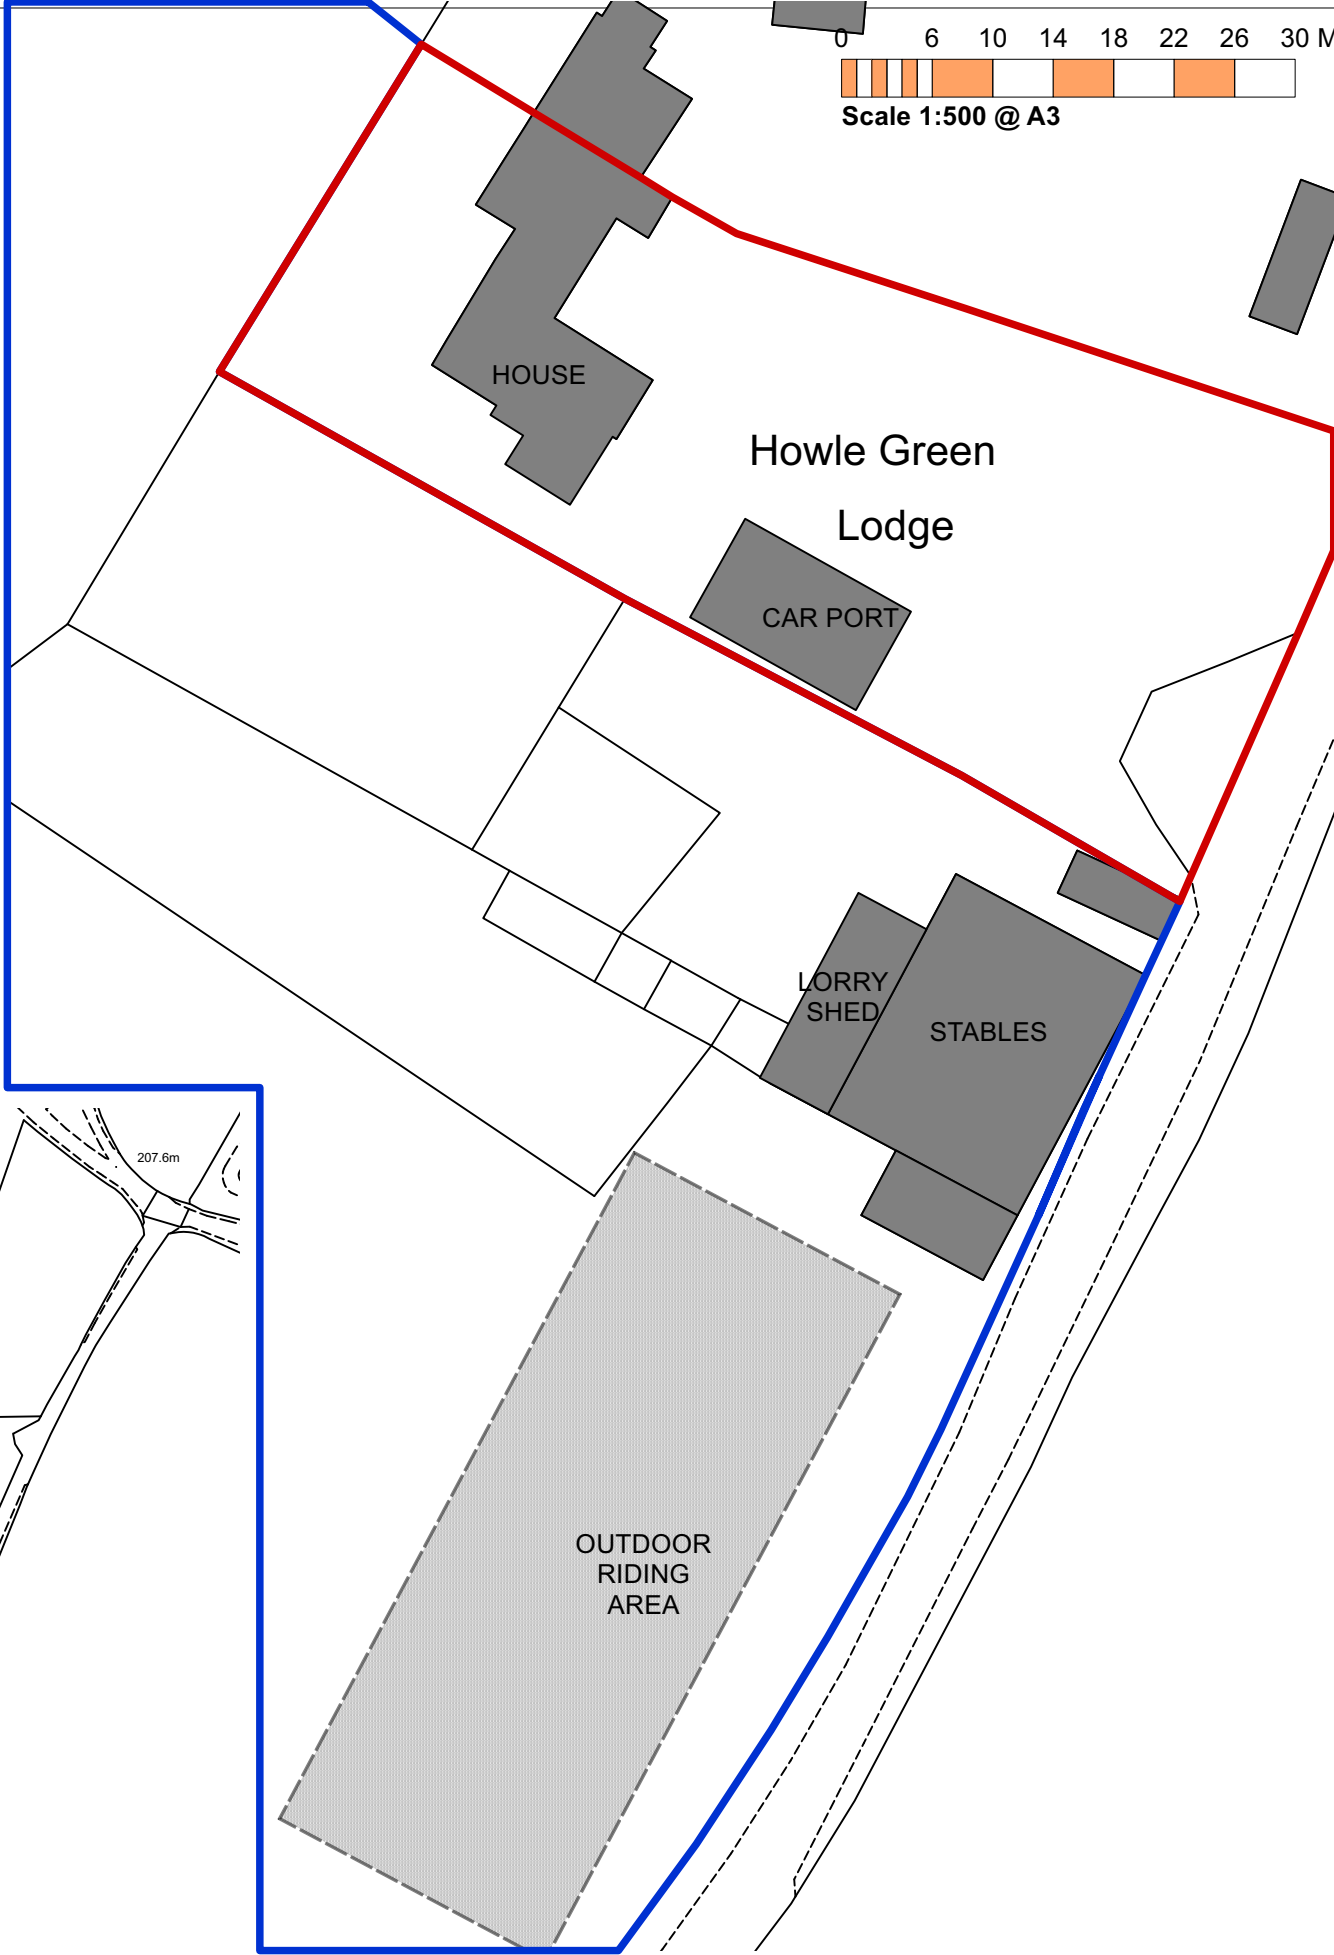 0 6 10 14 18 22 26 30 M
Scale 1:500 @ A3
HOUSE
Howle Green
Lodge
CAR PORT
LORRY
SHED
STABLES
207.6m
OUTDOOR
RIDING
AREA